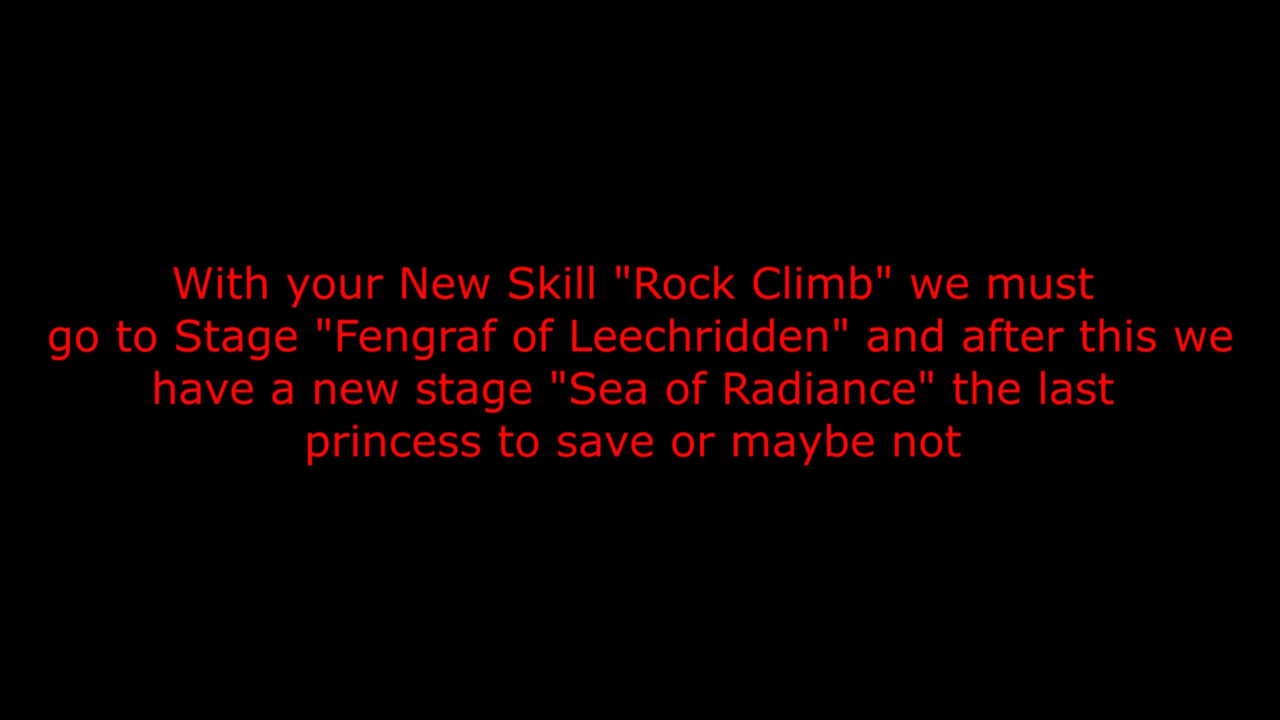 With your New Skill "Rock Climb" we must
go to Stage "Fengraf of Leechridden" and after this we
have a new stage "Sea of Radiance" the last
princess to save or maybe not